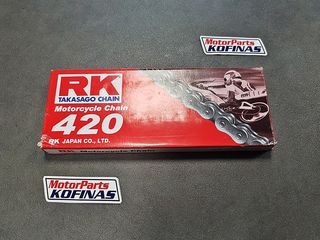 MotorParts
KOFINAS
RK
TAKASAGO CHAIN
Motorcycle Chain
420
RK JAPAN CO., LTD.
MotorParts
KOFINAS